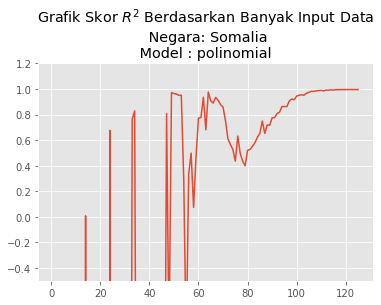 Grafik Skor R² Berdasarkan Banyak Input Data
Negara: Somalia
Model : polinomial
1.2
1.0
0.8
0.6
0.4
0.2
0.0
−0.2
−0.4
0 20 40 60 80 100 120